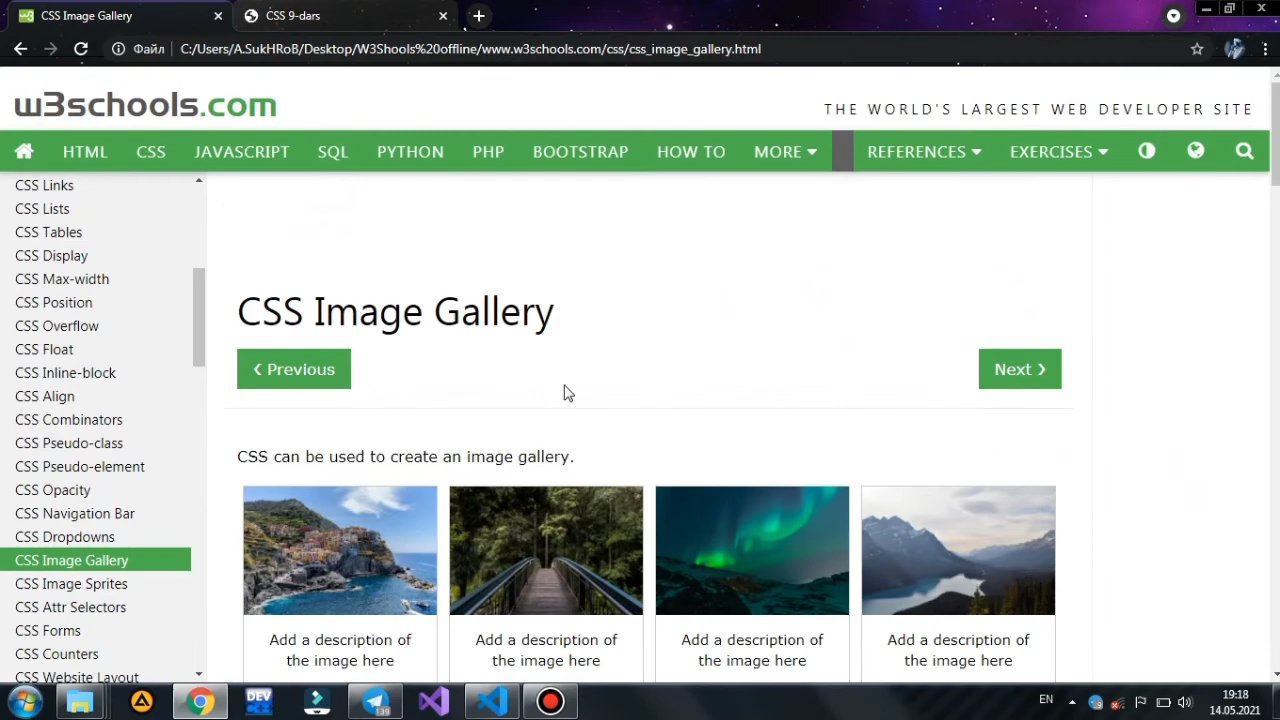 CSS Image Gallery
CSS 9-dars
Файл
C:/Users/A.SukHRoB/Desktop/W3Shools%20offline/www.w3schools.com/css/css_image_gallery.html
w3schools.com
THE WORLD'S LARGEST WEB DEVELOPER SITE
HTML CSS JAVASCRIPT SQL PYTHON PHP BOOTSTRAP HOW TO MORE REFERENCES EXERCISES
CSS Links
CSS Lists
CSS Tables
CSS Display
CSS Max-width
CSS Position
CSS Overflow
CSS Float
CSS Inline-block
CSS Align
CSS Combinators
CSS Pseudo-class
CSS Pseudo-element
CSS Opacity
CSS Navigation Bar
CSS Dropdowns
CSS Image Gallery
CSS Image Sprites
CSS Attr Selectors
CSS Forms
CSS Counters
CSS Website Layout
CSS Image Gallery
❮ Previous
Next ❯
CSS can be used to create an image gallery.
Add a description of
the image here
Add a description of
the image here
Add a description of
the image here
Add a description of
the image here
DEV
139
EN
19:18
14.05.2021